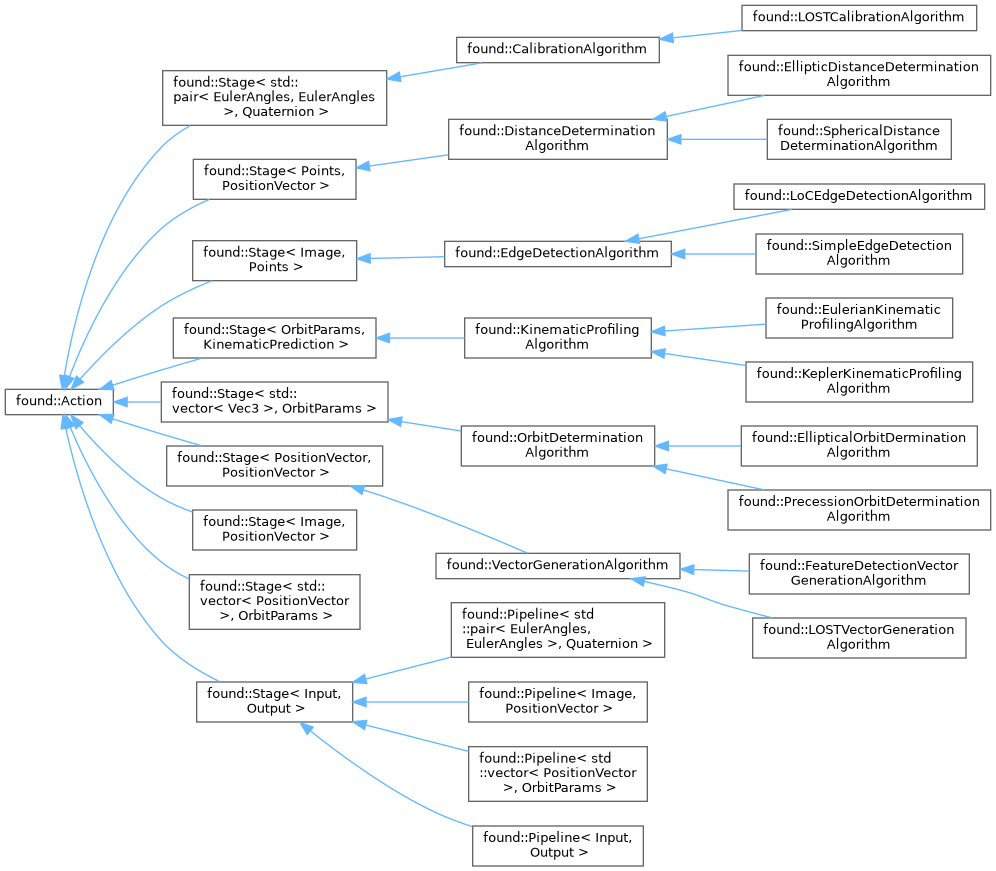 found::LOSTCalibrationAlgorithm
found::CalibrationAlgorithm
found::EllipticDistanceDetermination
Algorithm
found::Stage< std::
pair< EulerAngles, EulerAngles
>, Quaternion >
found::DistanceDetermination
Algorithm
found::SphericalDistance
DeterminationAlgorithm
found::Stage< Points,
PositionVector >
found::LoCEdgeDetectionAlgorithm
found::Stage< Image,
Points >
found::EdgeDetectionAlgorithm
found::SimpleEdgeDetection
Algorithm
found::EulerianKinematic
ProfilingAlgorithm
found::Stage< OrbitParams,
KinematicPrediction >
found::KinematicProfiling
Algorithm
found::KeplerKinematicProfiling
Algorithm
found::Action
found::Stage< std::
vector< Vec3 >, OrbitParams >
found::OrbitDetermination
Algorithm
found::EllipticalOrbitDermination
Algorithm
found::Stage< PositionVector,
PositionVector >
found::PrecessionOrbitDetermination
Algorithm
found::Stage< Image,
PositionVector >
found::VectorGenerationAlgorithm
found::FeatureDetectionVector
GenerationAlgorithm
found::Stage< std::
vector< PositionVector
>, OrbitParams >
found::Pipeline< std
::pair< EulerAngles,
EulerAngles >, Quaternion >
found::LOSTVectorGeneration
Algorithm
found::Stage< Input,
Output >
found::Pipeline< Image,
PositionVector >
found::Pipeline< std
::vector< PositionVector
>, OrbitParams >
found::Pipeline< Input,
Output >